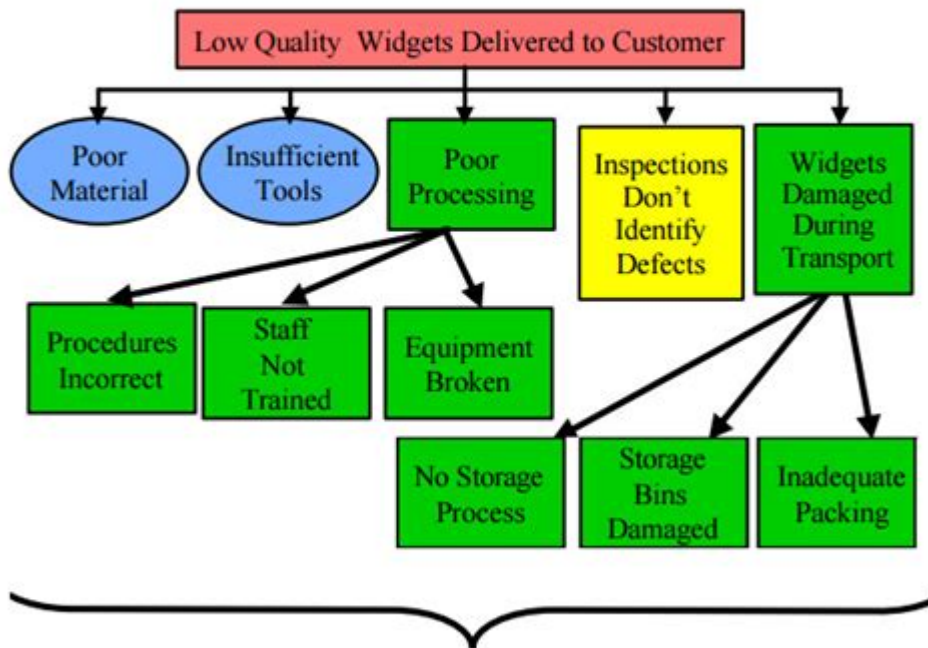 Low Quality Widgets Delivered to Customer
Poor
Material
Insufficient
Tools
Poor
Processing
Inspections
Don't
Identify
Defects
Widgets
Damaged
During
Transport
Procedures
Incorrect
Staff
Not
Trained
Equipment
Broken
No Storage
Process
Storage
Bins
Damaged
Inadequate
Packing